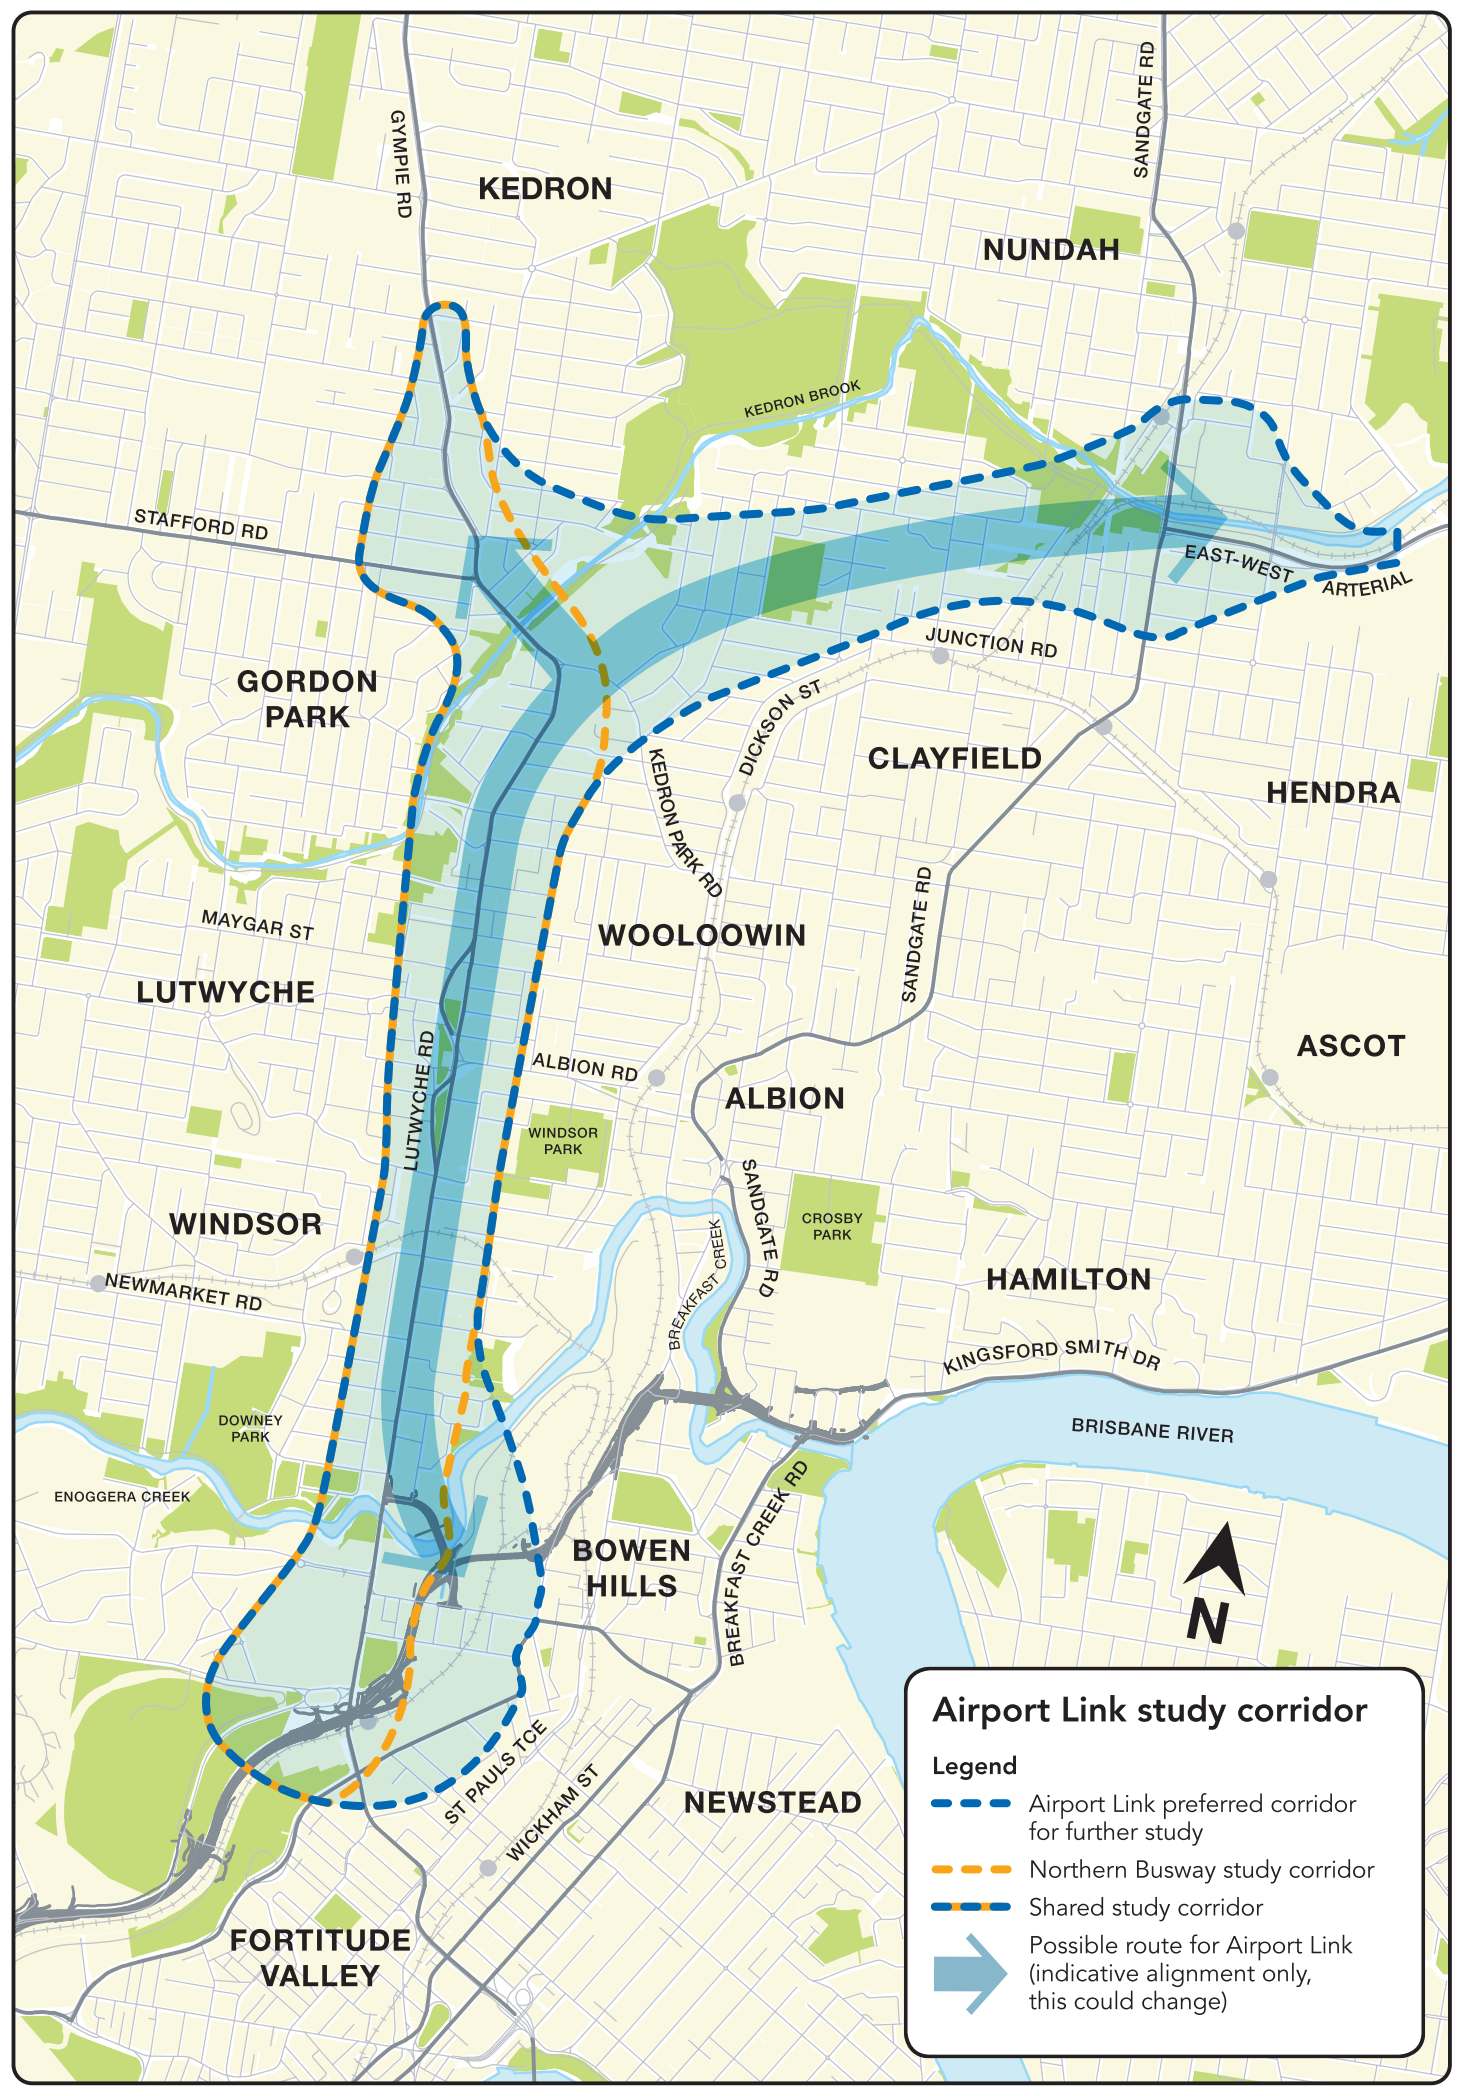 SANDGATE RD
GYMPIE RD
KEDRON
NUNDAH
KEDRON BROOK
STAFFORD RD
EAST-WEST
ARTERIAL
JUNCTION RD
GORDON
PARK
DICKSON ST
CLAYFIELD
KEDRON PARK RD
HENDRA
SANDGATE RD
MAYGAR ST
WOOLOOWIN
LUTWYCHE
LUTWYCHE RD
ALBION RD
ASCOT
ALBION
WINDSOR
PARK
SANDGATE RD
CROSBY
PARK
WINDSOR
BREAKFAST CREEK
NEWMARKET RD
HAMILTON
KINGSFORD SMITH DR
DOWNEY
PARK
BRISBANE RIVER
ENOGGERA CREEK
BREAKFAST CREEK RD
BOWEN
HILLS
N
ST PAULS TCE
WICKHAM ST
NEWSTEAD
FORTITUDE
VALLEY
Airport Link study corridor
Legend
Airport Link preferred corridor
for further study
Northern Busway study corridor
Shared study corridor
Possible route for Airport Link
(indicative alignment only,
this could change)